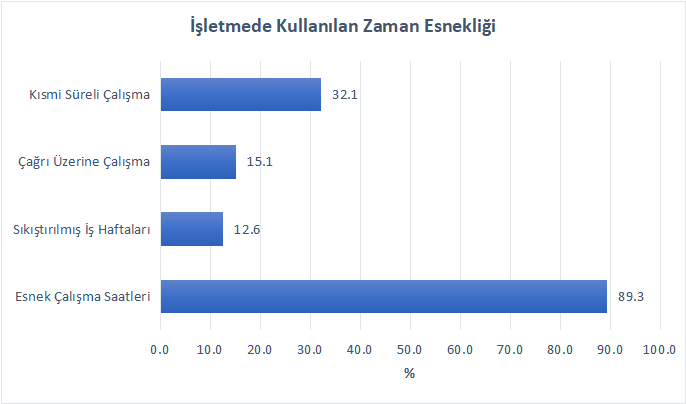 İşletmede Kullanılan Zaman Esnekliği
Kısmi Süreli Çalışma 32.1
Çağrı Üzerine Çalışma 15.1
Sıkıştırılmış İş Haftaları 12.6
Esnek Çalışma Saatleri 89.3
0.0 10.0 20.0 30.0 40.0 50.0 60.0 70.0 80.0 90.0 100.0
%